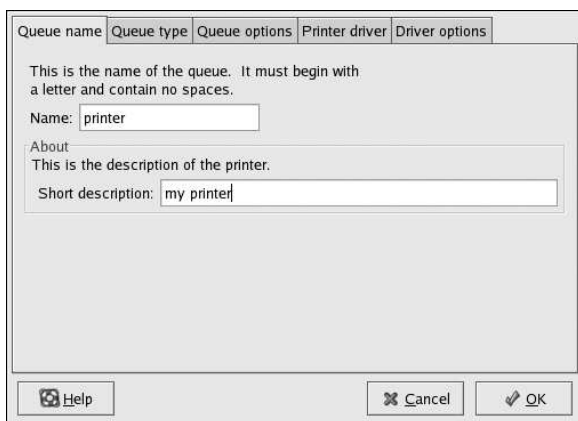 Queue name Queue type Queue options Printer driver Driver options
This is the name of the queue. It must begin with
a letter and contain no spaces.
Name: printer
About
This is the description of the printer.
Short description: my printer
Help Cancel OK